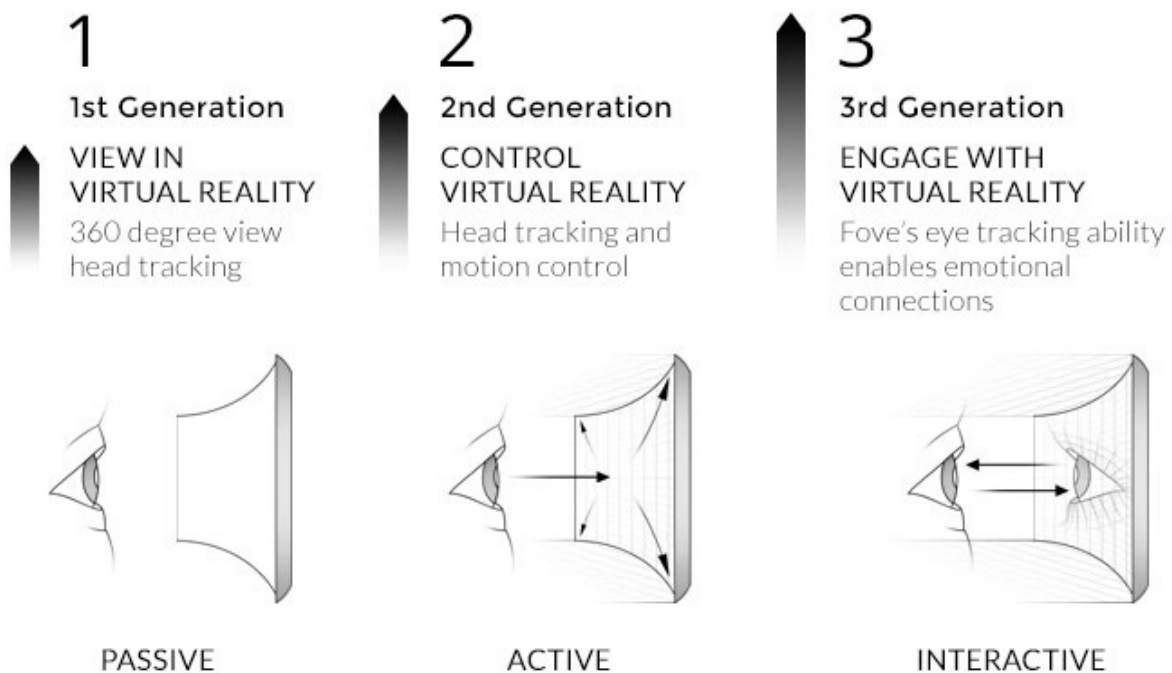 1
1st Generation
VIEW IN
VIRTUAL REALITY
360 degree view
head tracking
PASSIVE
2
2nd Generation
CONTROL
VIRTUAL REALITY
Head tracking and
motion control
ACTIVE
3
3rd Generation
ENGAGE WITH
VIRTUAL REALITY
Fove's eye tracking ability
enables emotional
connections
INTERACTIVE